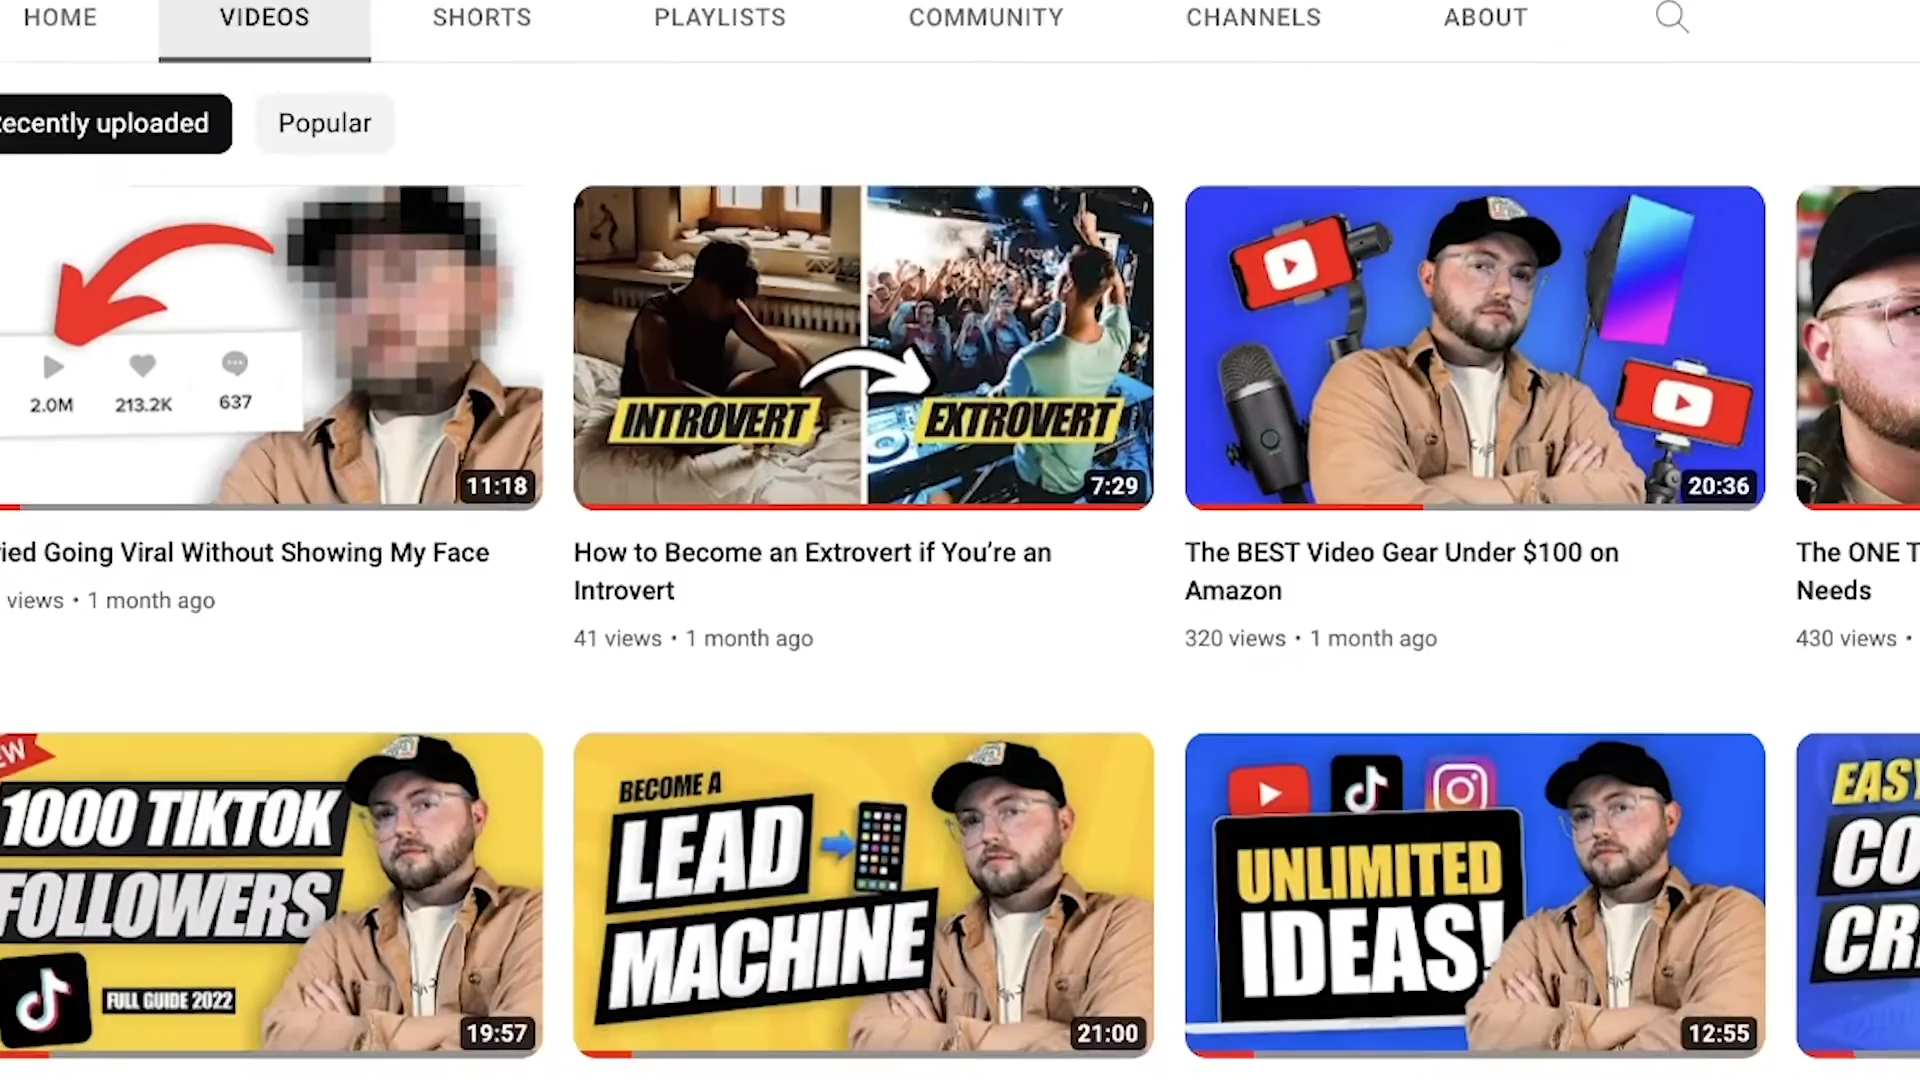 HOME VIDEOS SHORTS PLAYLISTS COMMUNITY CHANNELS ABOUT
ecently uploaded Popular
2.0M 213.2K 637
11:18
INTROVERT EXTROVERT
7:29
20:36
ied Going Viral Without Showing My Face
views • 1 month ago
How to Become an Extrovert if You’re an
Introvert
41 views • 1 month ago
The BEST Video Gear Under $100 on
Amazon
320 views • 1 month ago
The ONE T
Needs
430 views •
EW
1000 TIKTOK
FOLLOWERS
FULL GUIDE 2022
19:57
BECOME A
LEAD
MACHINE
21:00
UNLIMITED
IDEAS!
12:55
EASY
CO
CR